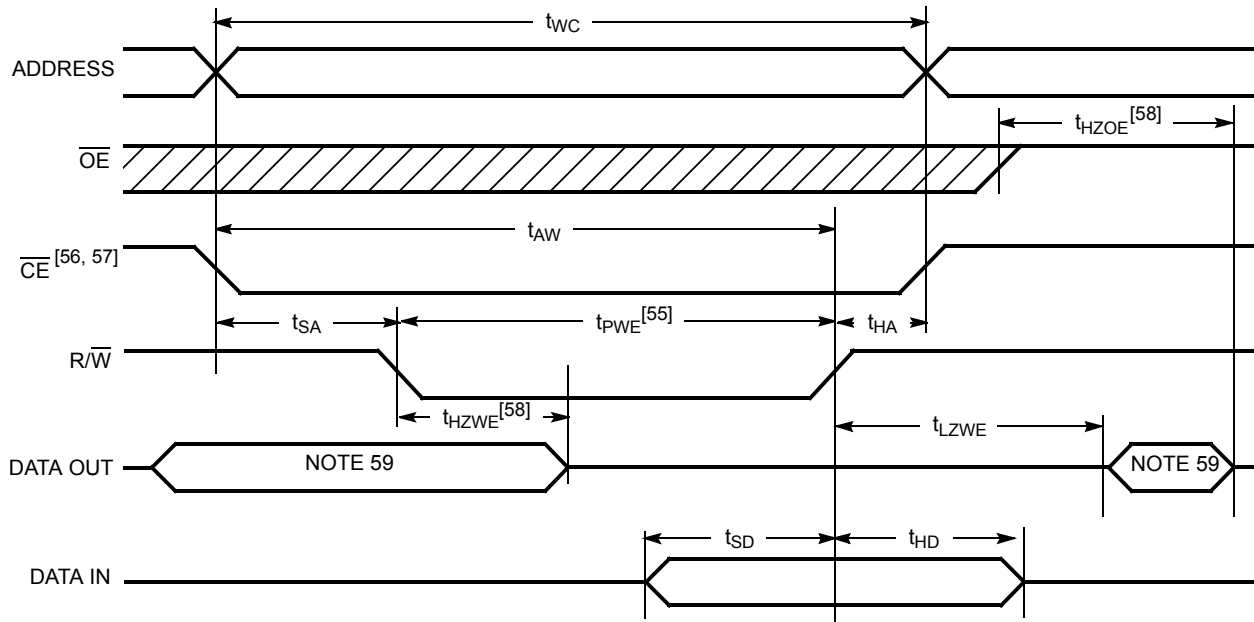 tWC
ADDRESS
tHZOE[58]
OE
tAW
CE [56, 57]
tSA
tPWE[55]
tHA
R/W
tHZWE[58]
tLZWE
DATA OUT
NOTE 59
NOTE 59
tSD
tHD
DATA IN